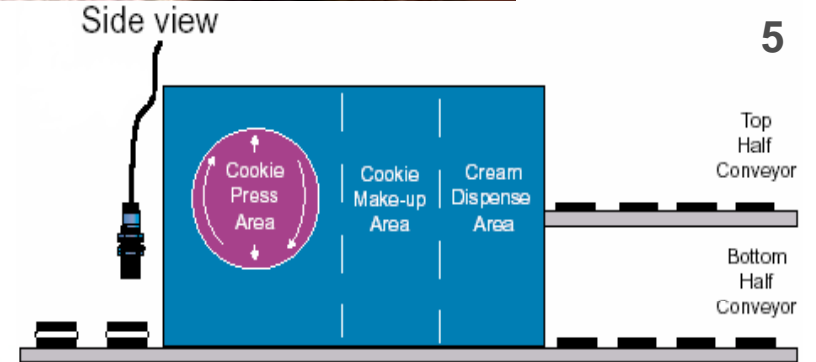 Side view
5
Cookie
Press
Area
Cookie
Make-up
Area
Cream
Dispense
Area
Top
Half
Conveyor
Bottom
Half
Conveyor